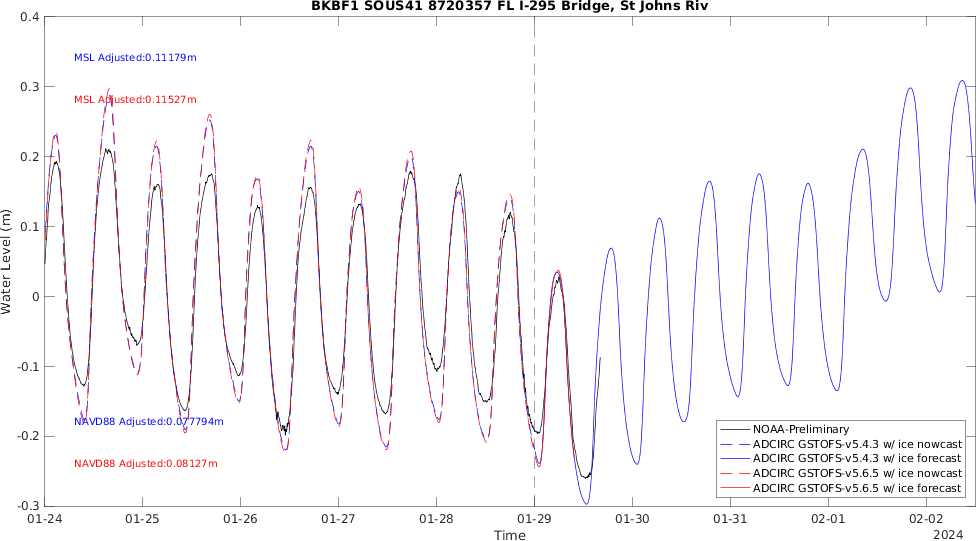 BKBF1 SOUS41 8720357 FL I-295 Bridge, St Johns Riv
0.4
0.3
0.2
0.1
0
-0.1
-0.2
-0.3
Water Level (m)
MSL Adjusted:0.11179m
MSL Adjusted:0.11527m
NAVD88 Adjusted:0.077794m
NAVD88 Adjusted:0.08127m
NOAA-Preliminary
ADCIRC GSTOFS-v5.4.3 w/ ice nowcast
ADCIRC GSTOFS-v5.4.3 w/ ice forecast
ADCIRC GSTOFS-v5.6.5 w/ ice nowcast
ADCIRC GSTOFS-v5.6.5 w/ ice forecast
01-24 01-25 01-26 01-27 01-28 01-29 01-30 01-31 02-01 02-02
Time 2024